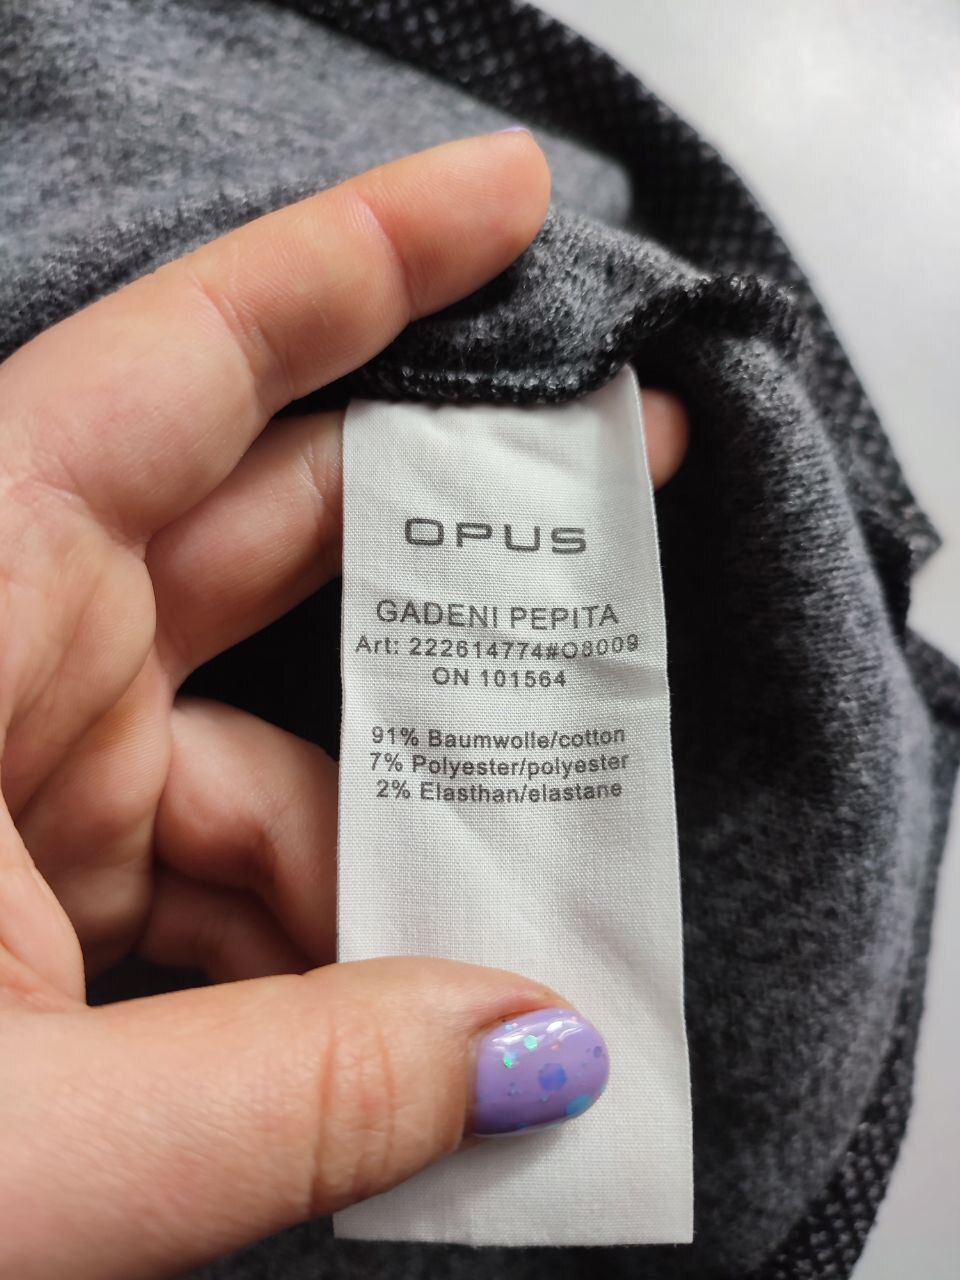 OPUS
GADENI PEPITA
Art: 222614774#O8009
ON 101564
91% Baumwolle/cotton
7% Polyester/polyester
2% Elasthan/elastane